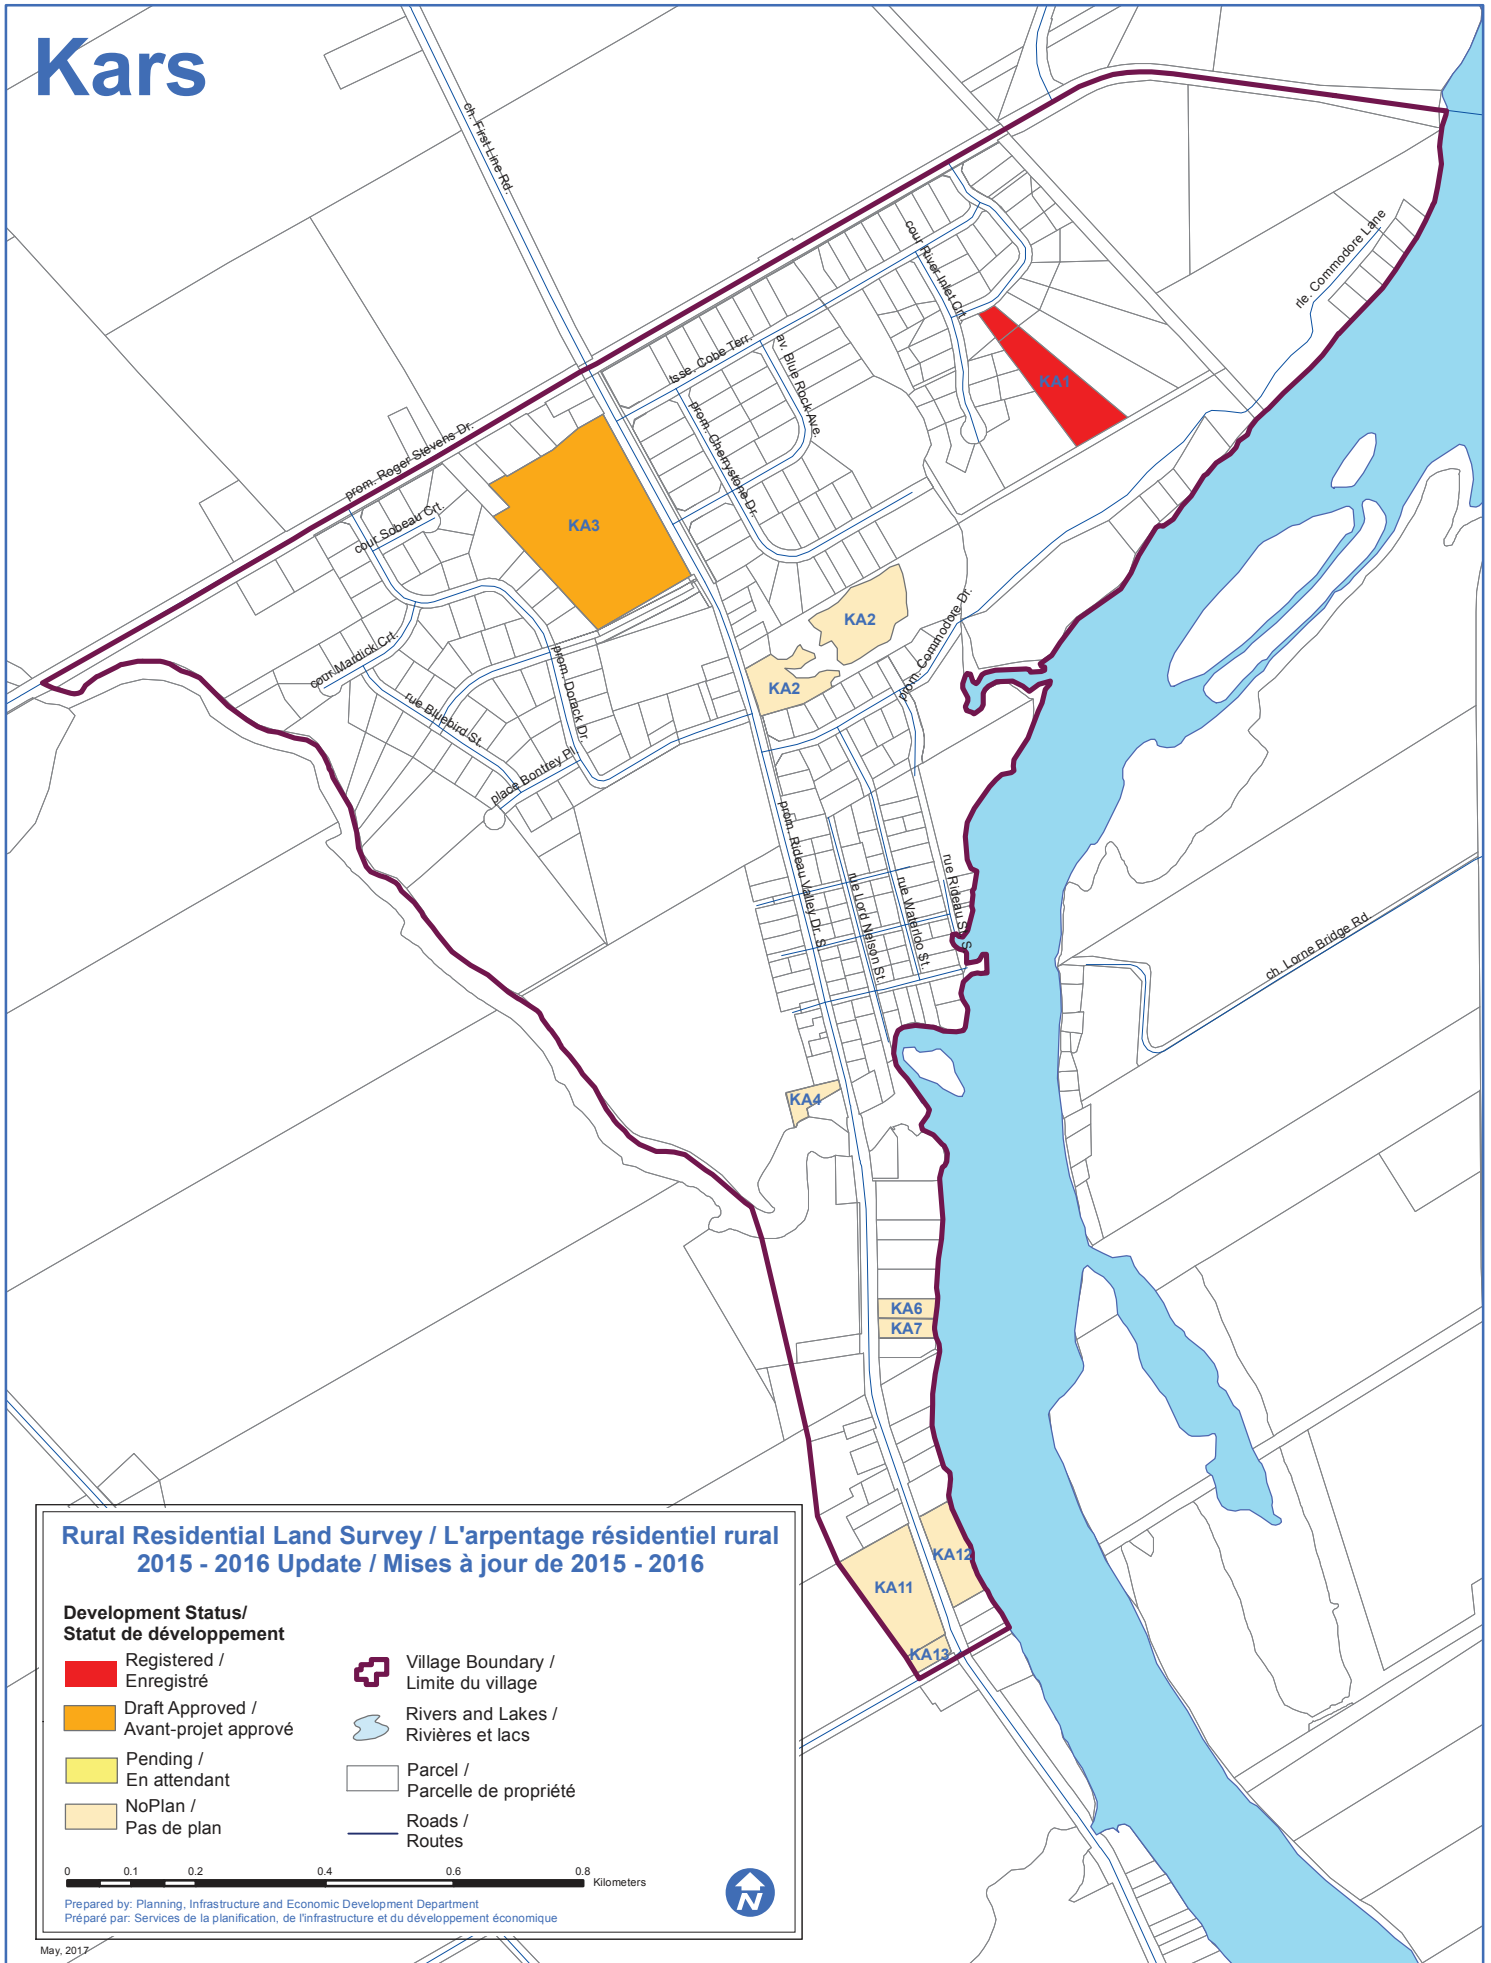 Kars
ch. First Line Rd.
cour River Inlet Crt.
rle. Commodore Lane
tsse. Cobe Terr.
av. Blue Rock Ave.
KA1
prom. Cherrystone Dr.
prom. Roger Stevens Dr.
cour Sobeau Crt.
KA3
KA2
KA2
prom. Commodore Dr.
cour Mardick Crt.
rue Bluebird St.
prom. Dorack Dr.
place Bontrey Pl.
prom. Rideau Valley Dr. S
rue Lord Nelson St.
rue Waterloo St.
rue Rideau St. S
ch. Lorne Bridge Rd.
KA4
KA6
KA7
KA12
KA11
KA13
Rural Residential Land Survey / L'arpentage résidentiel rural
2015 - 2016 Update / Mises à jour de 2015 - 2016
Development Status/
Statut de développement
Registered /
Enregistré
Draft Approved /
Avant-projet apprové
Pending /
En attendant
NoPlan /
Pas de plan
Village Boundary /
Limite du village
Rivers and Lakes /
Rivières et lacs
Parcel /
Parcelle de propriété
Roads /
Routes
0 0.1 0.2 0.4 0.6 0.8
Kilometers
N
Prepared by: Planning, Infrastructure and Economic Development Department
Préparé par: Services de la planification, de l'infrastructure et du développement économique
May, 2017